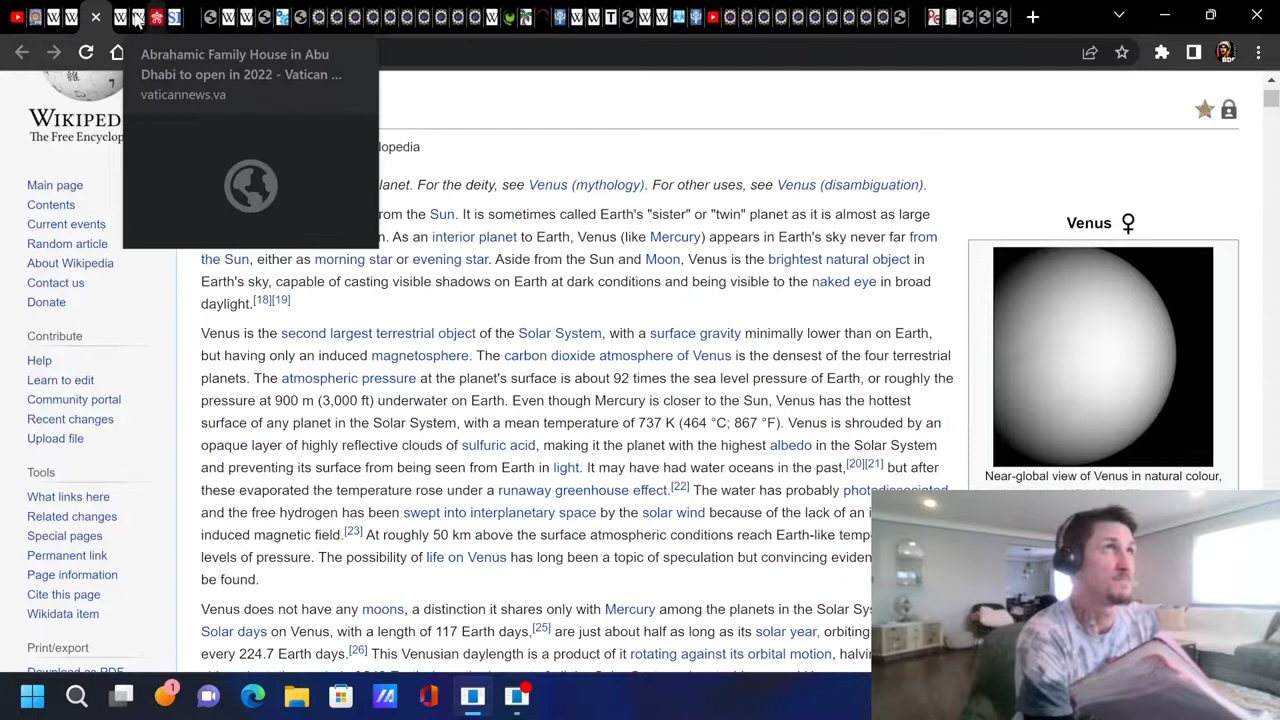 Abrahamic Family House in Abu
Dhabi to open in 2022 - Vatican ...
vaticannews.va
WIKIPED
The Free Encyclop
Main page
Contents
Current events
Random article
About Wikipedia
Contact us
Donate
Contribute
Help
Learn to edit
Community portal
Recent changes
Upload file
Tools
What links here
Related changes
Special pages
Permanent link
Page information
Cite this page
Wikidata item
Print/export
Download as PDF
lopedia
lanet. For the deity, see Venus (mythology). For other uses, see Venus (disambiguation).
rom the Sun. It is sometimes called Earth's "sister" or "twin" planet as it is almost as large
n. As an interior planet to Earth, Venus (like Mercury) appears in Earth's sky never far from
the Sun, either as morning star or evening star. Aside from the Sun and Moon, Venus is the brightest natural object in
Earth's sky, capable of casting visible shadows on Earth at dark conditions and being visible to the naked eye in broad
daylight.[18][19]
Venus is the second largest terrestrial object of the Solar System, with a surface gravity minimally lower than on Earth,
but having only an induced magnetosphere. The carbon dioxide atmosphere of Venus is the densest of the four terrestrial
planets. The atmospheric pressure at the planet's surface is about 92 times the sea level pressure of Earth, or roughly the
pressure at 900 m (3,000 ft) underwater on Earth. Even though Mercury is closer to the Sun, Venus has the hottest
surface of any planet in the Solar System, with a mean temperature of 737 K (464 °C; 867 °F). Venus is shrouded by an
opaque layer of highly reflective clouds of sulfuric acid, making it the planet with the highest albedo in the Solar System
and preventing its surface from being seen from Earth in light. It may have had water oceans in the past,[20][21] but after
these evaporated the temperature rose under a runaway greenhouse effect.[22] The water has probably photodissociated
and the free hydrogen has been swept into interplanetary space by the solar wind because of the lack of an i
induced magnetic field.[23] At roughly 50 km above the surface atmospheric conditions reach Earth-like tempe
levels of pressure. The possibility of life on Venus has long been a topic of speculation but convincing eviden
be found.
Venus does not have any moons, a distinction it shares only with Mercury among the planets in the Solar Sy
Solar days on Venus, with a length of 117 Earth days,[25] are just about half as long as its solar year, orbiting
every 224.7 Earth days.[26] This Venusian daylength is a product of it rotating against its orbital motion, halvin
Venus ♀
Near-global view of Venus in natural colour,
1